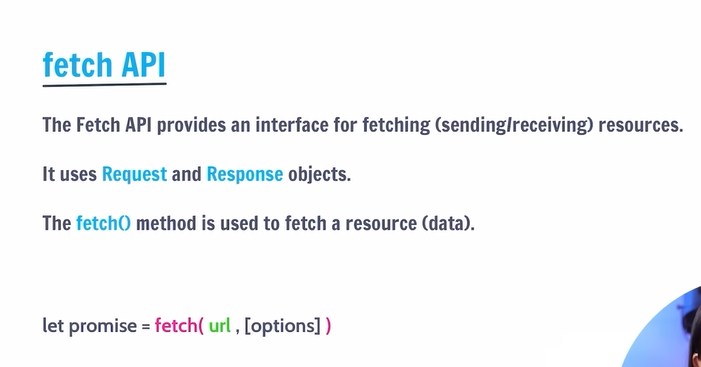 fetch API
The Fetch API provides an interface for fetching (sending/receiving) resources.
It uses Request and Response objects.
The fetch() method is used to fetch a resource (data).
let promise = fetch( url , [options] )